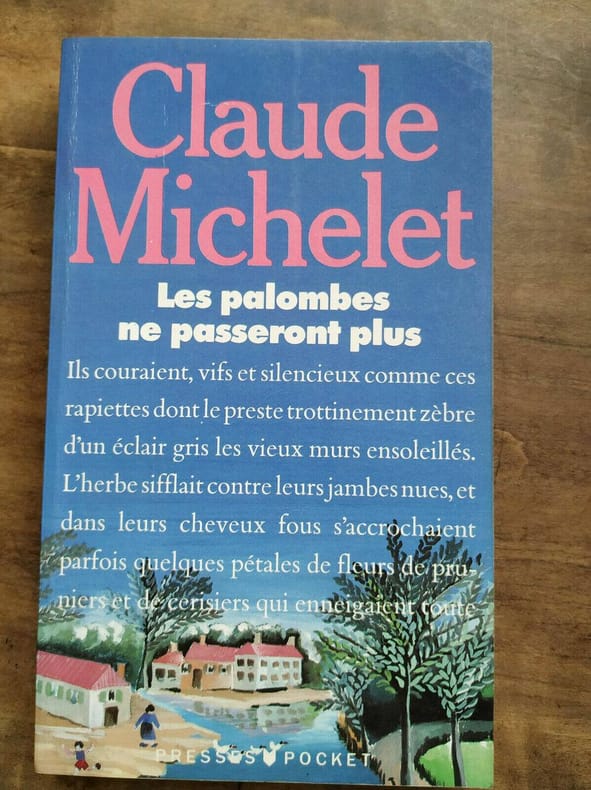 Claude
Michelet
Les palombes
ne passeront plus
Ils couraient, vifs et silencieux comme ces
rapiettes dont le preste trottinement zèbre
d'un éclair gris les vieux murs ensoleillés.
L'herbe sifflait contre leurs jambes nues, et
dans leurs cheveux fous s'accrochaient
parfois quelques pétales de fleurs de pru-
niers et de cerisiers qui enneigeaient toute
PRESSES POCKET